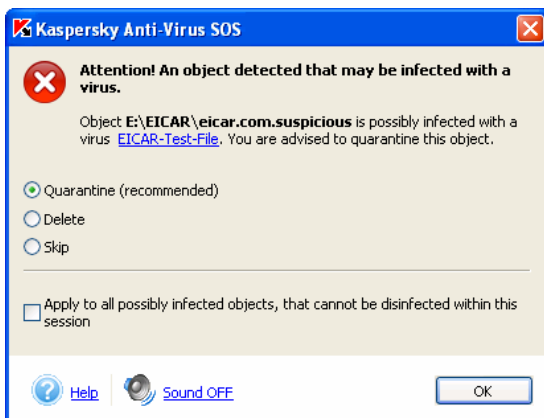 Kaspersky Anti-Virus SOS
Attention! An object detected that may be infected with a
virus.
Object E:\EICAR\eicar.com.suspicious is possibly infected with a
virus EICAR-Test-File. You are advised to quarantine this object.
Quarantine (recommended)
Delete
Skip
Apply to all possibly infected objects, that cannot be disinfected within this
session
Help
Sound OFF
OK